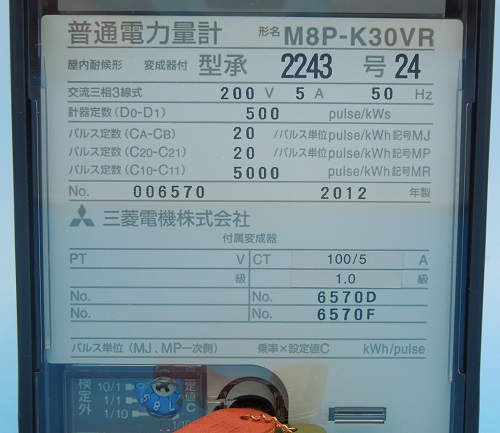 普通電力量計 形名 M8P-K30VR
屋内耐候形 変成器付 型承 2243 号 24
交流三相3線式 200 V 5 A 50 Hz
計器定数(D0-D1) 500 pulse/kWs
パルス定数(CA-CB) 20 /パルス単位pulse/kWh 記号MJ
パルス定数(C20-C21) 20 /パルス単位pulse/kWh 記号MP
パルス定数(C10-C11) 5000 pulse/kWh 記号MR
No. 006570 2012 年製
三菱電機株式会社
付属変成器
PT V CT 100/5 A
級 1.0 級
No. No. 6570D
No. No. 6570F
パルス単位(MJ、MP一次側) 乗率×設定値C kWh/pulse
検定外 10/1 1/1 1/10 定値C
1/10